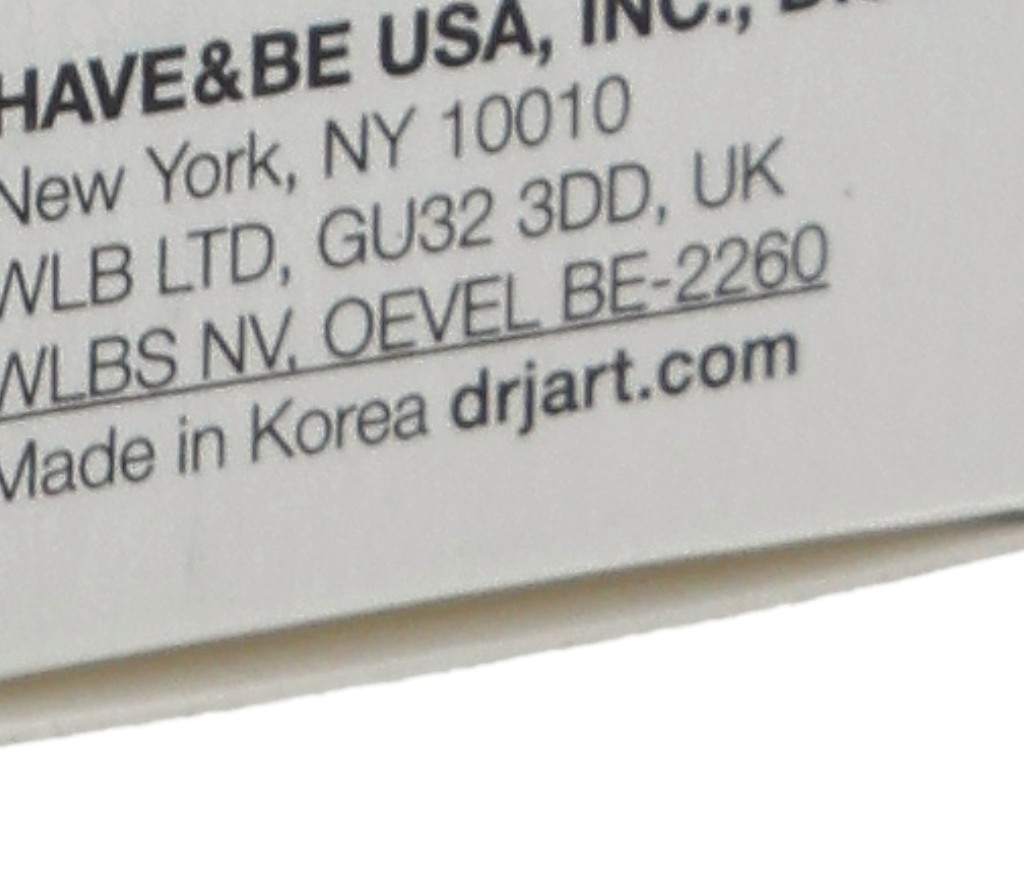 HAVE&BE USA, INC.,
New York, NY 10010
WLB LTD, GU32 3DD, UK
WLBS NV, OEVEL BE-2260
Made in Korea drjart.com